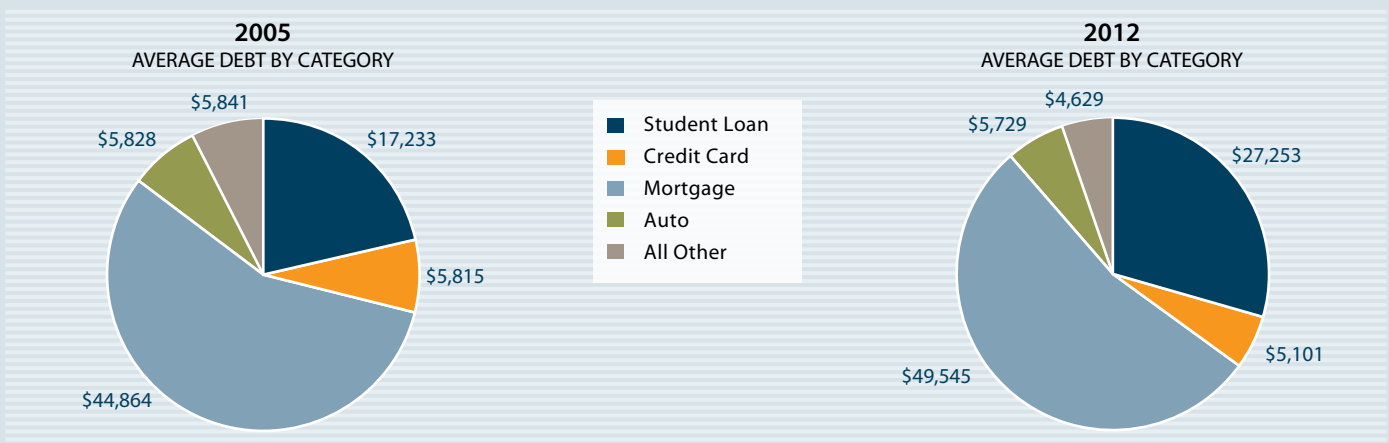 2005
AVERAGE DEBT BY CATEGORY
$5,841
$5,828
$17,233
$5,815
$44,864
Student Loan
Credit Card
Mortgage
Auto
All Other
2012
AVERAGE DEBT BY CATEGORY
$4,629
$5,729
$27,253
$5,101
$49,545